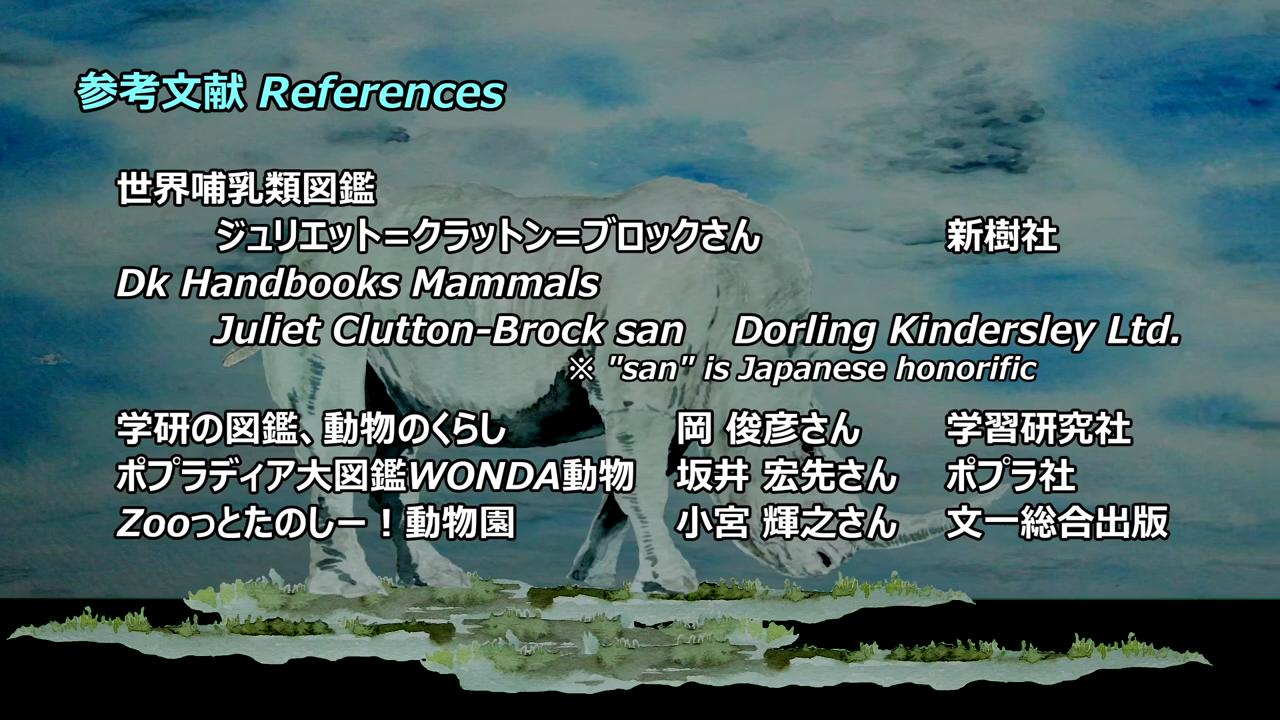 参考文献 References
世界哺乳類図鑑
ジュリエット=クラットン=ブロックさん 新樹社
Dk Handbooks Mammals
Juliet Clutton-Brock san Dorling Kindersley Ltd.
※ "san" is Japanese honorific
学研の図鑑、動物のくらし 岡 俊彦さん 学習研究社
ポプラディア大図鑑WONDA動物 坂井 宏先さん ポプラ社
Zooっとたのしー！動物園 小宮 輝之さん 文一総合出版